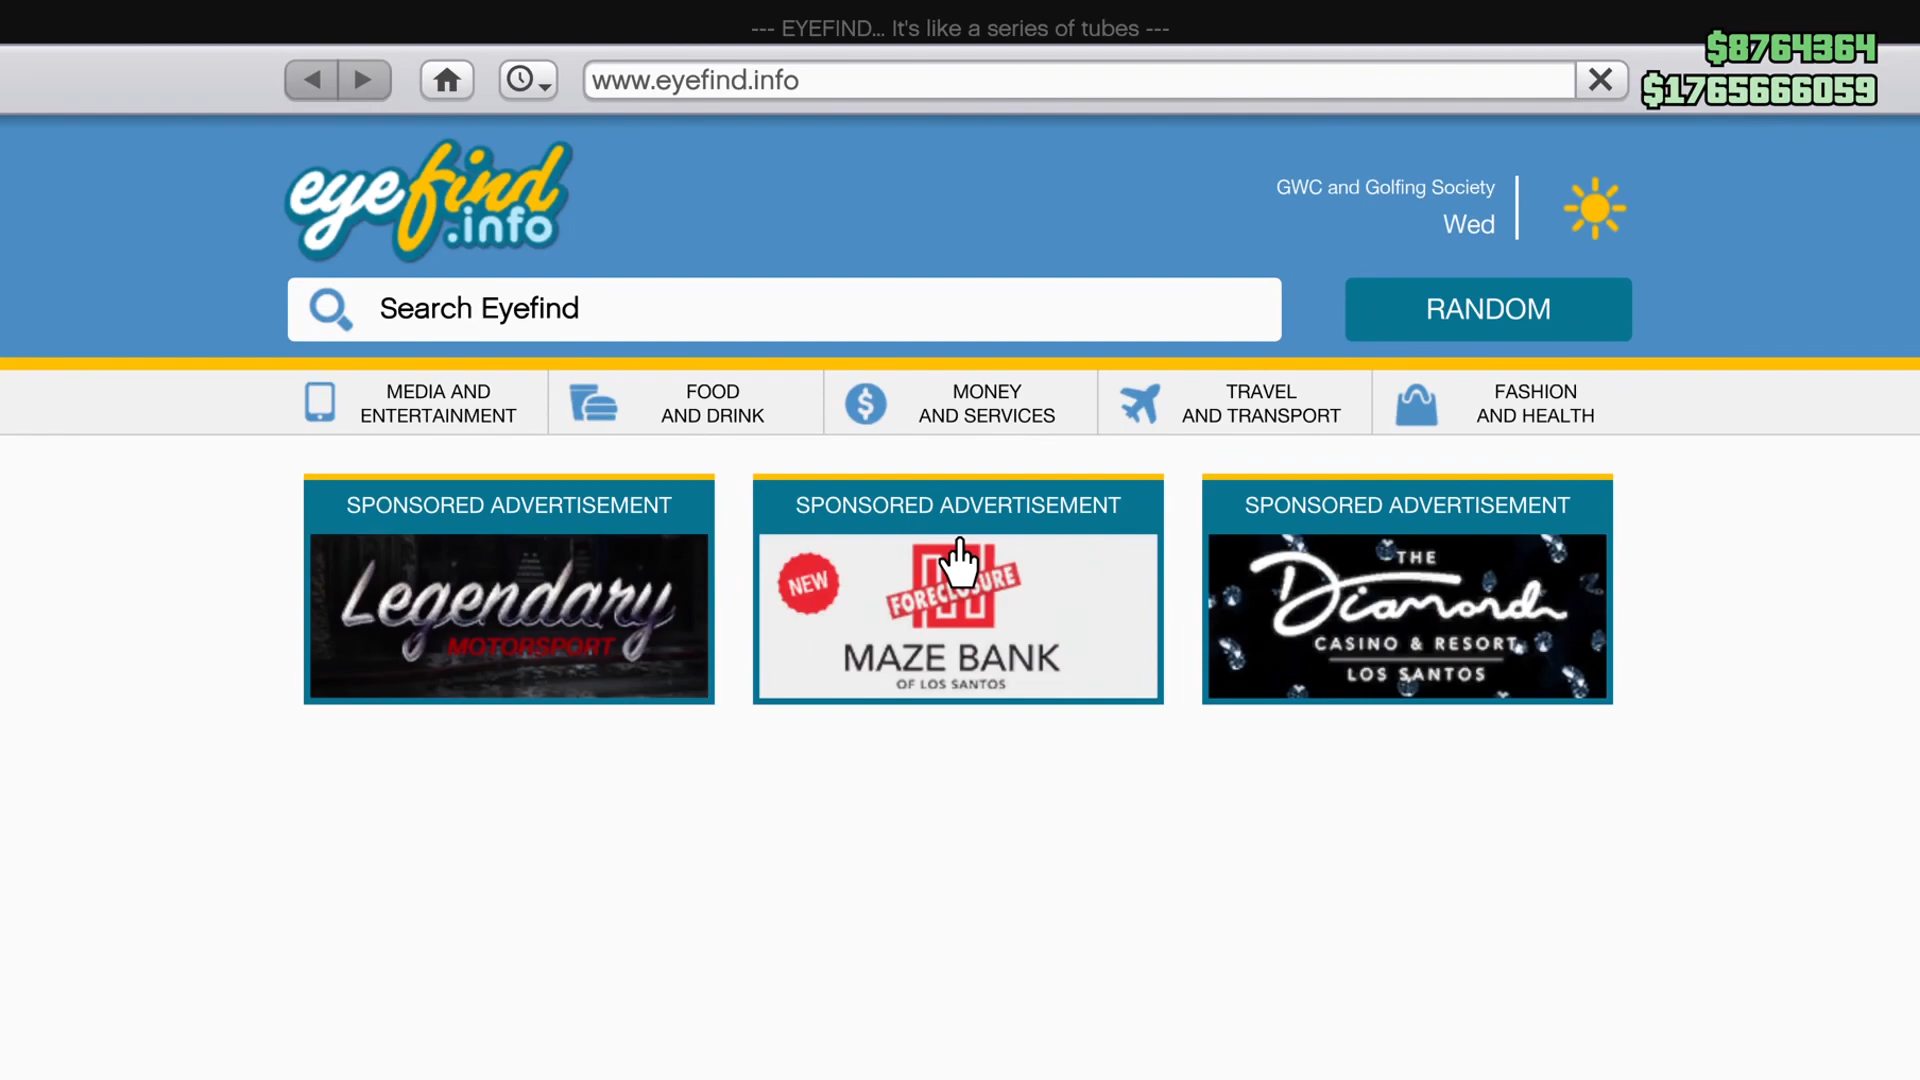 --- EYEFIND... It's like a series of tubes ---
$8764364
www.eyefind.info
$1765666059
eyefind
.info
GWC and Golfing Society
Wed
Search Eyefind
RANDOM
MEDIA AND
ENTERTAINMENT
FOOD
AND DRINK
MONEY
AND SERVICES
TRAVEL
AND TRANSPORT
FASHION
AND HEALTH
SPONSORED ADVERTISEMENT
Legendary
MOTORSPORT
SPONSORED ADVERTISEMENT
NEW
FORECLOSURE
MAZE BANK
OF LOS SANTOS
SPONSORED ADVERTISEMENT
THE
Diamond
CASINO & RESORT
LOS SANTOS